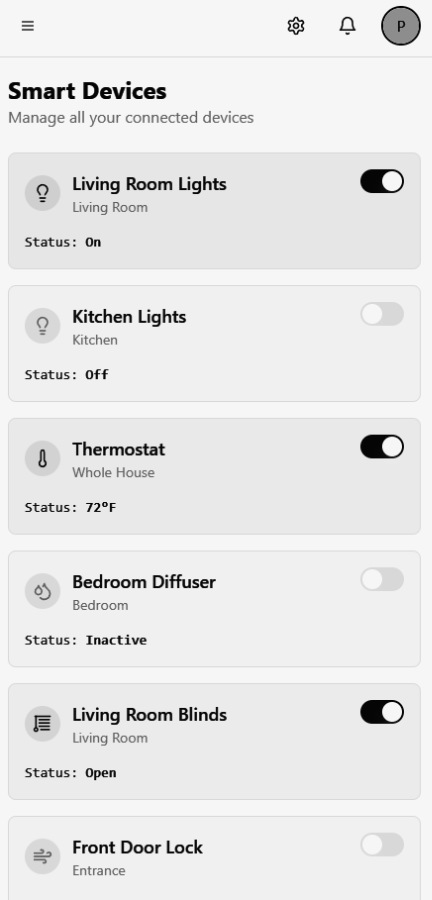 P
Smart Devices
Manage all your connected devices
Living Room Lights
Living Room
Status: On
Kitchen Lights
Kitchen
Status: Off
Thermostat
Whole House
Status: 72°F
Bedroom Diffuser
Bedroom
Status: Inactive
Living Room Blinds
Living Room
Status: Open
Front Door Lock
Entrance